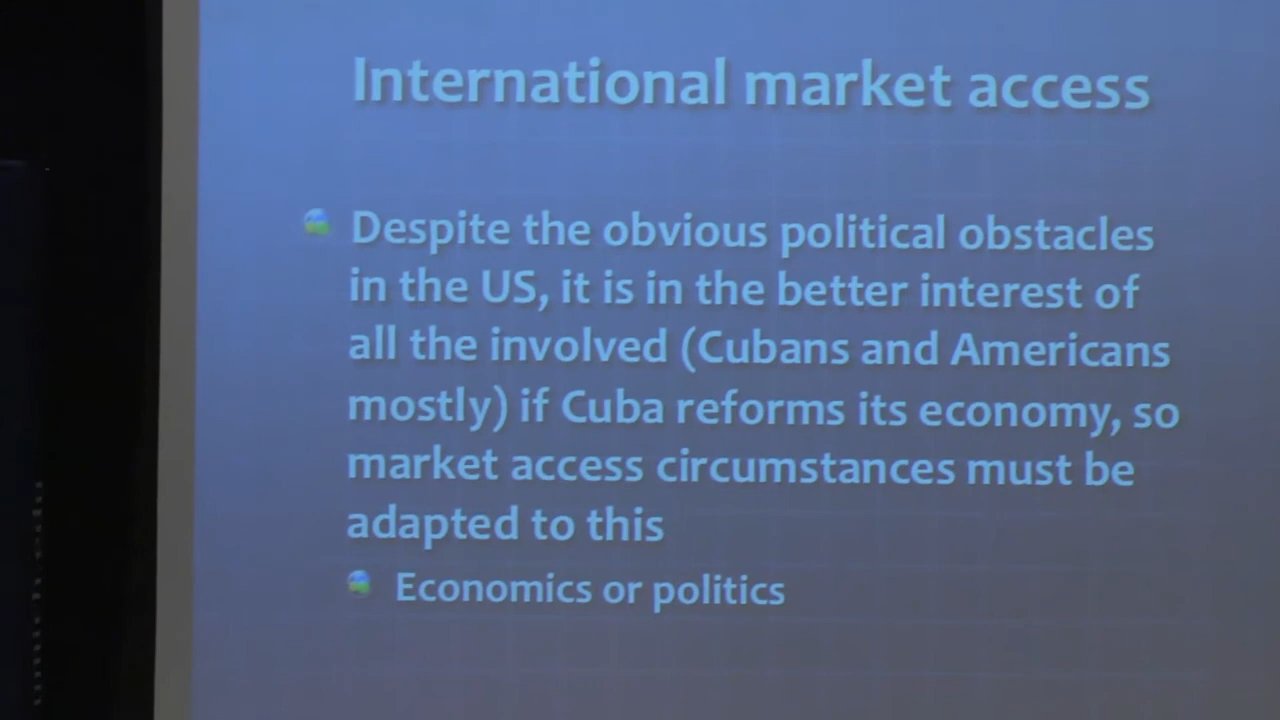 International market access
Despite the obvious political obstacles
in the US, it is in the better interest of
all the involved (Cubans and Americans
mostly) if Cuba reforms its economy, so
market access circumstances must be
adapted to this
Economics or politics